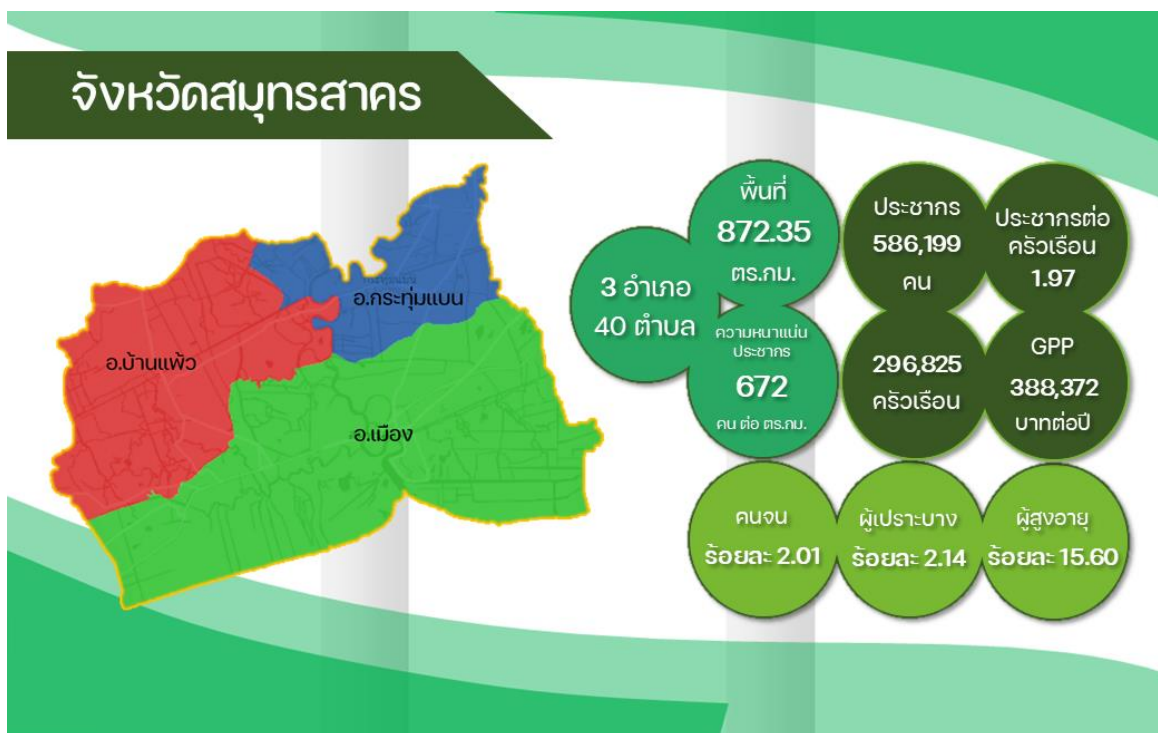 จังหวัดสมุทรสาคร
อ.กระทุ่มแบน
อ.บ้านแพ้ว
อ.เมือง
3 อำเภอ
40 ตำบล
พื้นที่
872.35
ตร.กม.
ความหนาแน่น
ประชากร
672
คน ต่อ ตร.กม.
ประชากร
586,199
คน
ประชากรต่อ
ครัวเรือน
1.97
296,825
ครัวเรือน
GPP
388,372
บาทต่อปี
คนจน
ร้อยละ 2.01
ผู้เปราะบาง
ร้อยละ 2.14
ผู้สูงอายุ
ร้อยละ 15.60